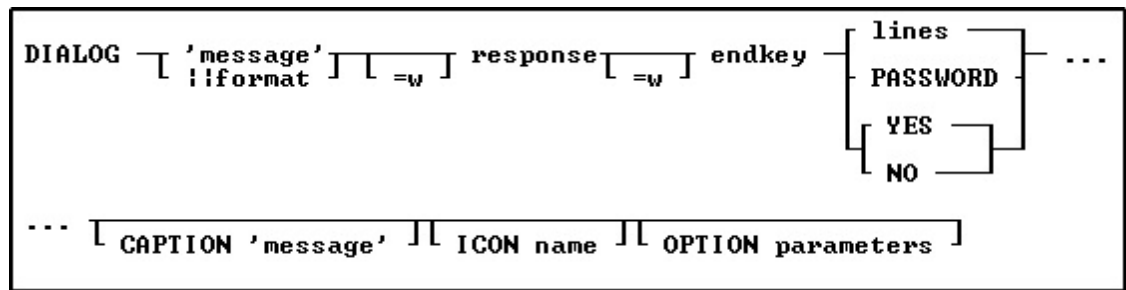 lines
DIALOG 'message' response endkey ...
¦¦format =w =w PASSWORD
YES
NO
... CAPTION 'message' ICON name OPTION parameters